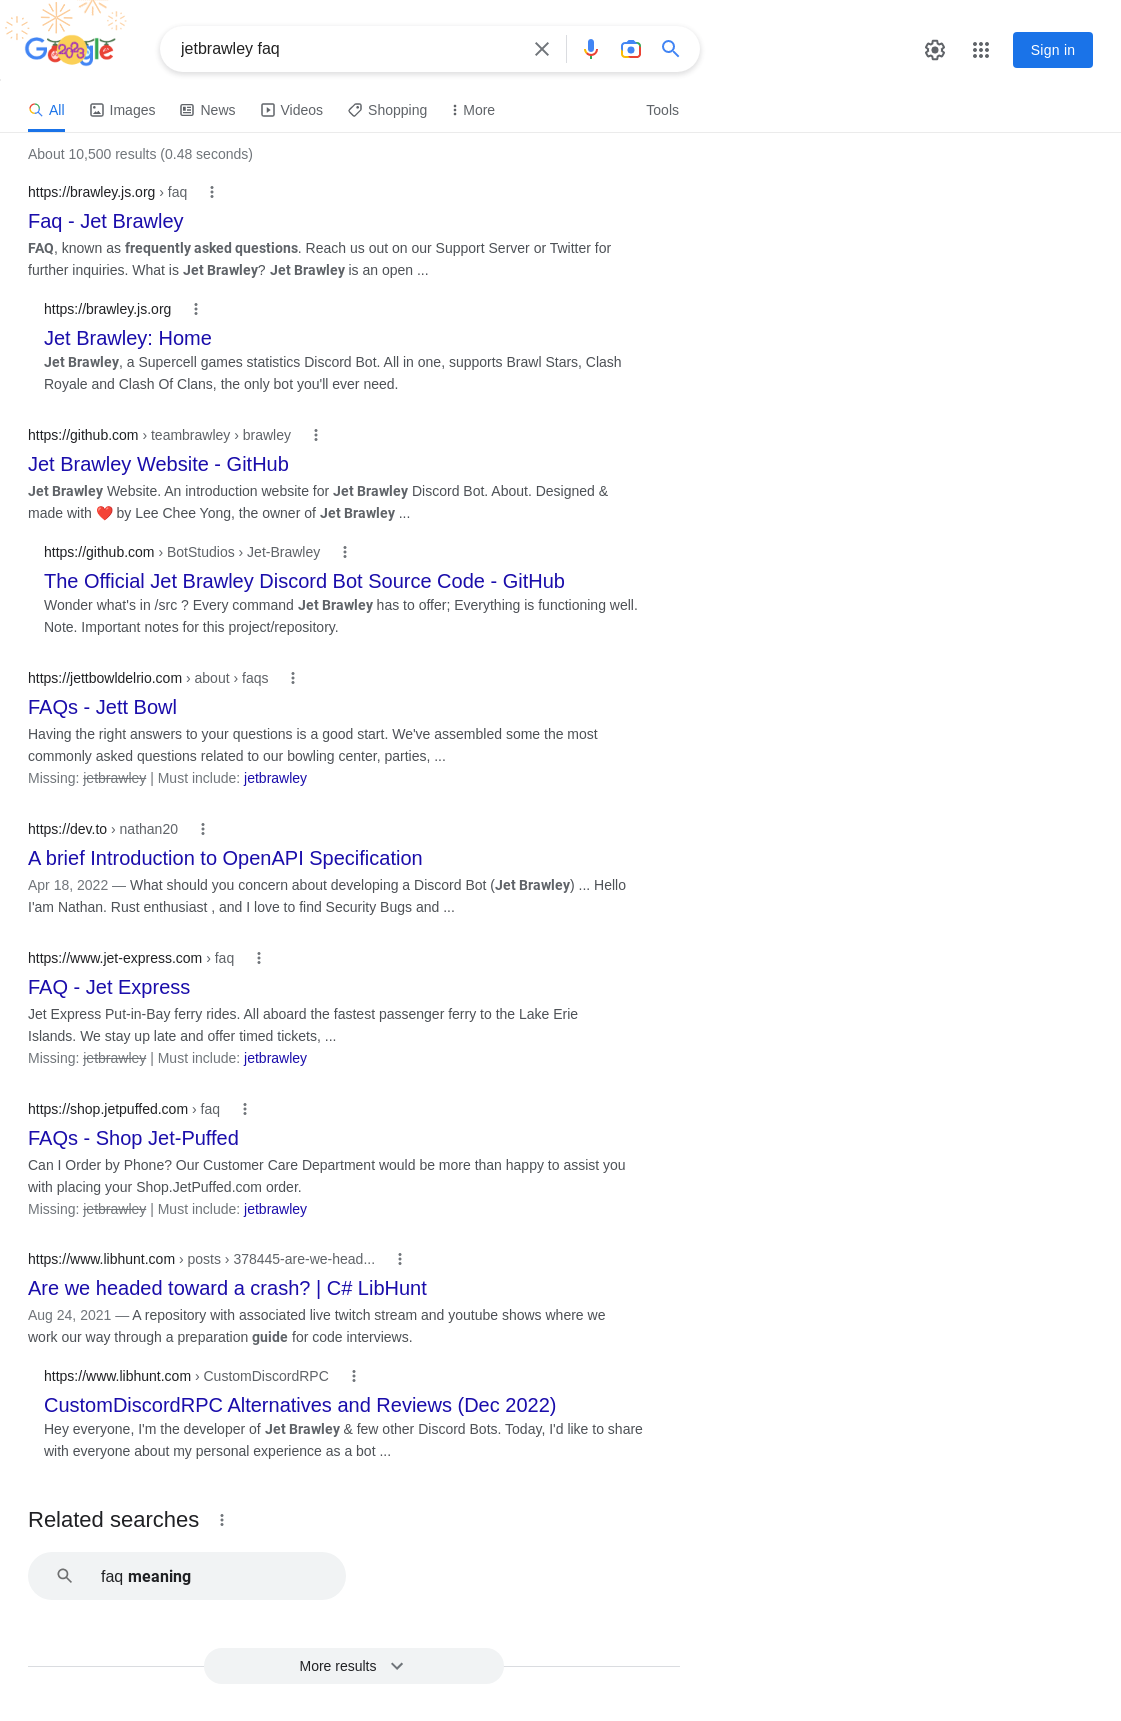 Google
jetbrawley faq
Sign in
All Images News Videos Shopping More Tools
About 10,500 results (0.48 seconds)
https://brawley.js.org › faq
Faq - Jet Brawley
FAQ, known as frequently asked questions. Reach us out on our Support Server or Twitter for
further inquiries. What is Jet Brawley? Jet Brawley is an open ...
https://brawley.js.org
Jet Brawley: Home
Jet Brawley, a Supercell games statistics Discord Bot. All in one, supports Brawl Stars, Clash
Royale and Clash Of Clans, the only bot you'll ever need.
https://github.com › teambrawley › brawley
Jet Brawley Website - GitHub
Jet Brawley Website. An introduction website for Jet Brawley Discord Bot. About. Designed &
made with ❤️ by Lee Chee Yong, the owner of Jet Brawley ...
https://github.com › BotStudios › Jet-Brawley
The Official Jet Brawley Discord Bot Source Code - GitHub
Wonder what's in /src ? Every command Jet Brawley has to offer; Everything is functioning well.
Note. Important notes for this project/repository.
https://jettbowldelrio.com › about › faqs
FAQs - Jett Bowl
Having the right answers to your questions is a good start. We've assembled some the most
commonly asked questions related to our bowling center, parties, ...
Missing: jetbrawley | Must include: jetbrawley
https://dev.to › nathan20
A brief Introduction to OpenAPI Specification
Apr 18, 2022 — What should you concern about developing a Discord Bot (Jet Brawley) ... Hello
I'am Nathan. Rust enthusiast , and I love to find Security Bugs and ...
https://www.jet-express.com › faq
FAQ - Jet Express
Jet Express Put-in-Bay ferry rides. All aboard the fastest passenger ferry to the Lake Erie
Islands. We stay up late and offer timed tickets, ...
Missing: jetbrawley | Must include: jetbrawley
https://shop.jetpuffed.com › faq
FAQs - Shop Jet-Puffed
Can I Order by Phone? Our Customer Care Department would be more than happy to assist you
with placing your Shop.JetPuffed.com order.
Missing: jetbrawley | Must include: jetbrawley
https://www.libhunt.com › posts › 378445-are-we-head...
Are we headed toward a crash? | C# LibHunt
Aug 24, 2021 — A repository with associated live twitch stream and youtube shows where we
work our way through a preparation guide for code interviews.
https://www.libhunt.com › CustomDiscordRPC
CustomDiscordRPC Alternatives and Reviews (Dec 2022)
Hey everyone, I'm the developer of Jet Brawley & few other Discord Bots. Today, I'd like to share
with everyone about my personal experience as a bot ...
Related searches
faq meaning
More results